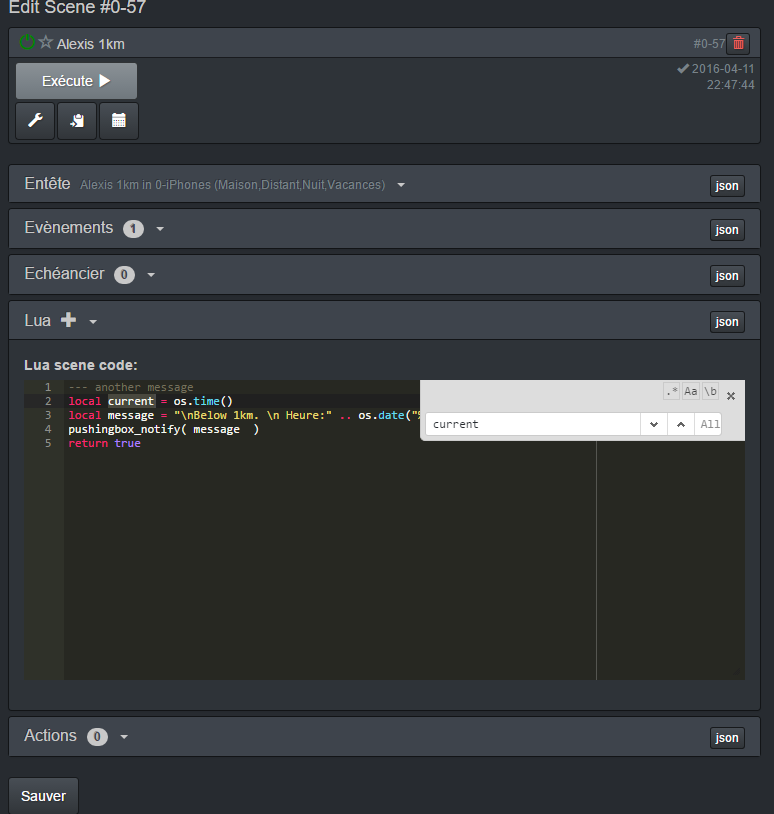 Edit Scene #0-57
Alexis 1km
#0-57
Exécute
2016-04-11
22:47:44
Entête Alexis 1km in 0-iPhones (Maison,Distant,Nuit,Vacances)
json
Evènements 1
json
Echéancier 0
json
Lua
json
Lua scene code:
1 --- another message
2 local current = os.time()
3 local message = "\nBelow 1km. \n Heure:" .. os.date("
4 pushingbox_notify( message  )
5 return true
.* Aa \b
current
All
Actions 0
json
Sauver